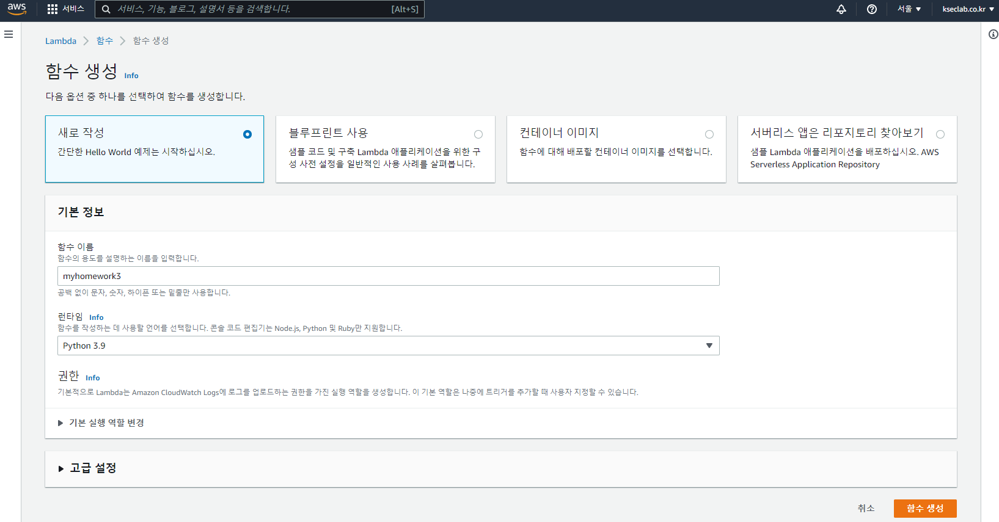 aws 서비스 서비스, 기능, 블로그, 설명서 등을 검색합니다. [Alt+S] 서울 kseclab.co.kr
Lambda 함수 함수 생성
함수 생성 Info
다음 옵션 중 하나를 선택하여 함수를 생성합니다.
새로 작성
간단한 Hello World 예제는 시작하십시오.
블루프린트 사용
샘플 코드 및 구축 Lambda 애플리케이션을 위한 구
성 사전 설정을 일반적인 사용 사례를 살펴봅니다.
컨테이너 이미지
함수에 대해 배포할 컨테이너 이미지를 선택합니다.
서버리스 앱은 리포지토리 찾아보기
샘플 Lambda 애플리케이션을 배포하십시오. AWS
Serverless Application Repository
기본 정보
함수 이름
함수의 용도를 설명하는 이름을 입력합니다.
myhomework3
공백 없이 문자, 숫자, 하이픈 또는 밑줄만 사용합니다.
런타임 Info
함수를 작성하는 데 사용할 언어를 선택합니다. 콘솔 코드 편집기는 Node.js, Python 및 Ruby만 지원합니다.
Python 3.9
권한 Info
기본적으로 Lambda는 Amazon CloudWatch Logs에 로그를 업로드하는 권한을 가진 실행 역할을 생성합니다. 이 기본 역할은 나중에 트리거를 추가할 때 사용자 지정할 수 있습니다.
기본 실행 역할 변경
고급 설정
취소 함수 생성